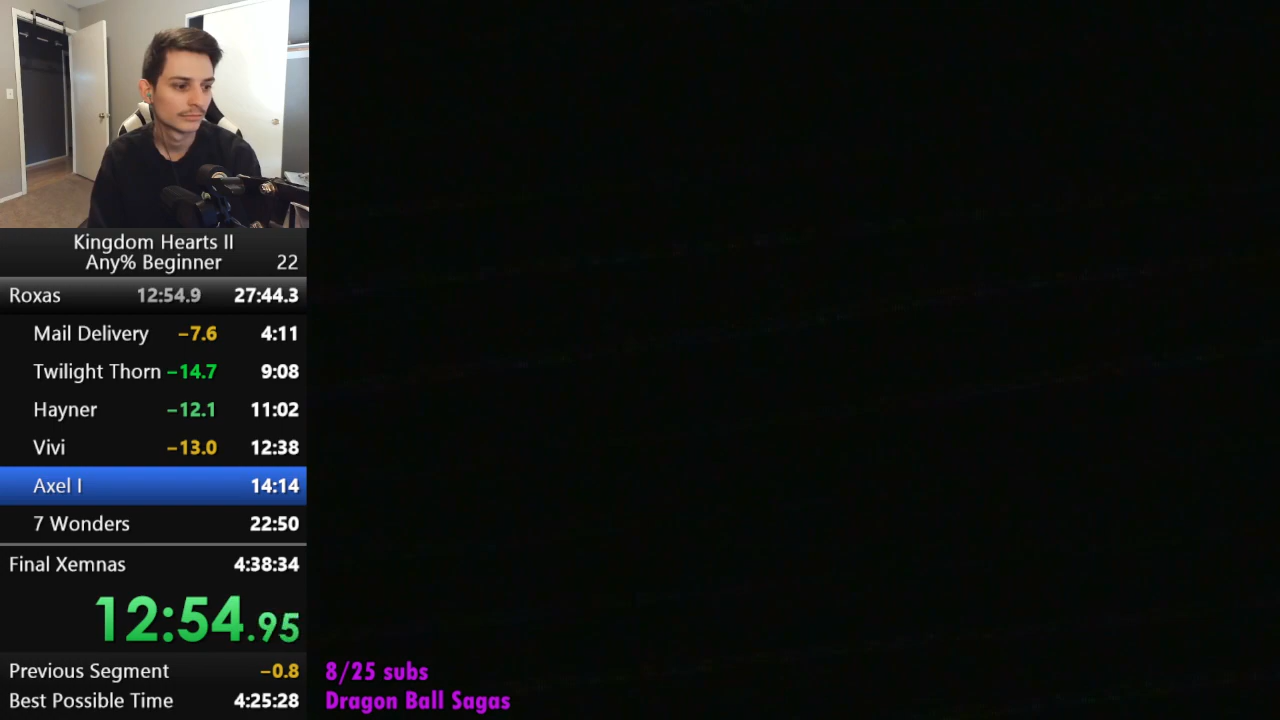 Kingdom Hearts II
Any% Beginner 22
Roxas 12:54.9 27:44.3
Mail Delivery −7.6 4:11
Twilight Thorn −14.7 9:08
Hayner −12.1 11:02
Vivi −13.0 12:38
Axel I 14:14
7 Wonders 22:50
Final Xemnas 4:38:34
12:54.95
Previous Segment −0.8
Best Possible Time 4:25:28
8/25 subs
Dragon Ball Sagas